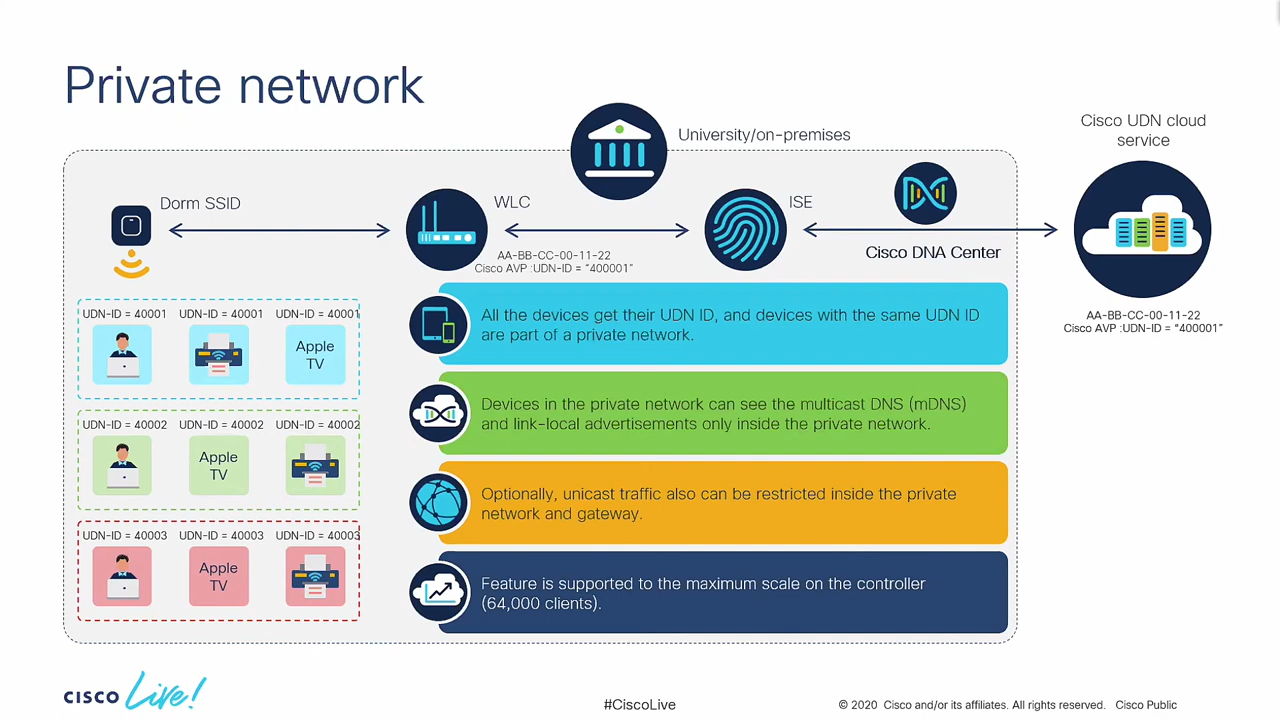 Private network
University/on-premises
Cisco UDN cloud
service
Dorm SSID
WLC
ISE
AA-BB-CC-00-11-22
Cisco AVP :UDN-ID = “400001”
Cisco DNA Center
AA-BB-CC-00-11-22
Cisco AVP :UDN-ID = “400001”
UDN-ID = 40001 UDN-ID = 40001 UDN-ID = 40001
Apple
TV
UDN-ID = 40002 UDN-ID = 40002 UDN-ID = 40002
Apple
TV
UDN-ID = 40003 UDN-ID = 40003 UDN-ID = 40003
Apple
TV
All the devices get their UDN ID, and devices with the same UDN ID
are part of a private network.
Devices in the private network can see the multicast DNS (mDNS)
and link-local advertisements only inside the private network.
Optionally, unicast traffic also can be restricted inside the private
network and gateway.
Feature is supported to the maximum scale on the controller
(64,000 clients).
CISCO Live!
#CiscoLive
© 2020 Cisco and/or its affiliates. All rights reserved. Cisco Public